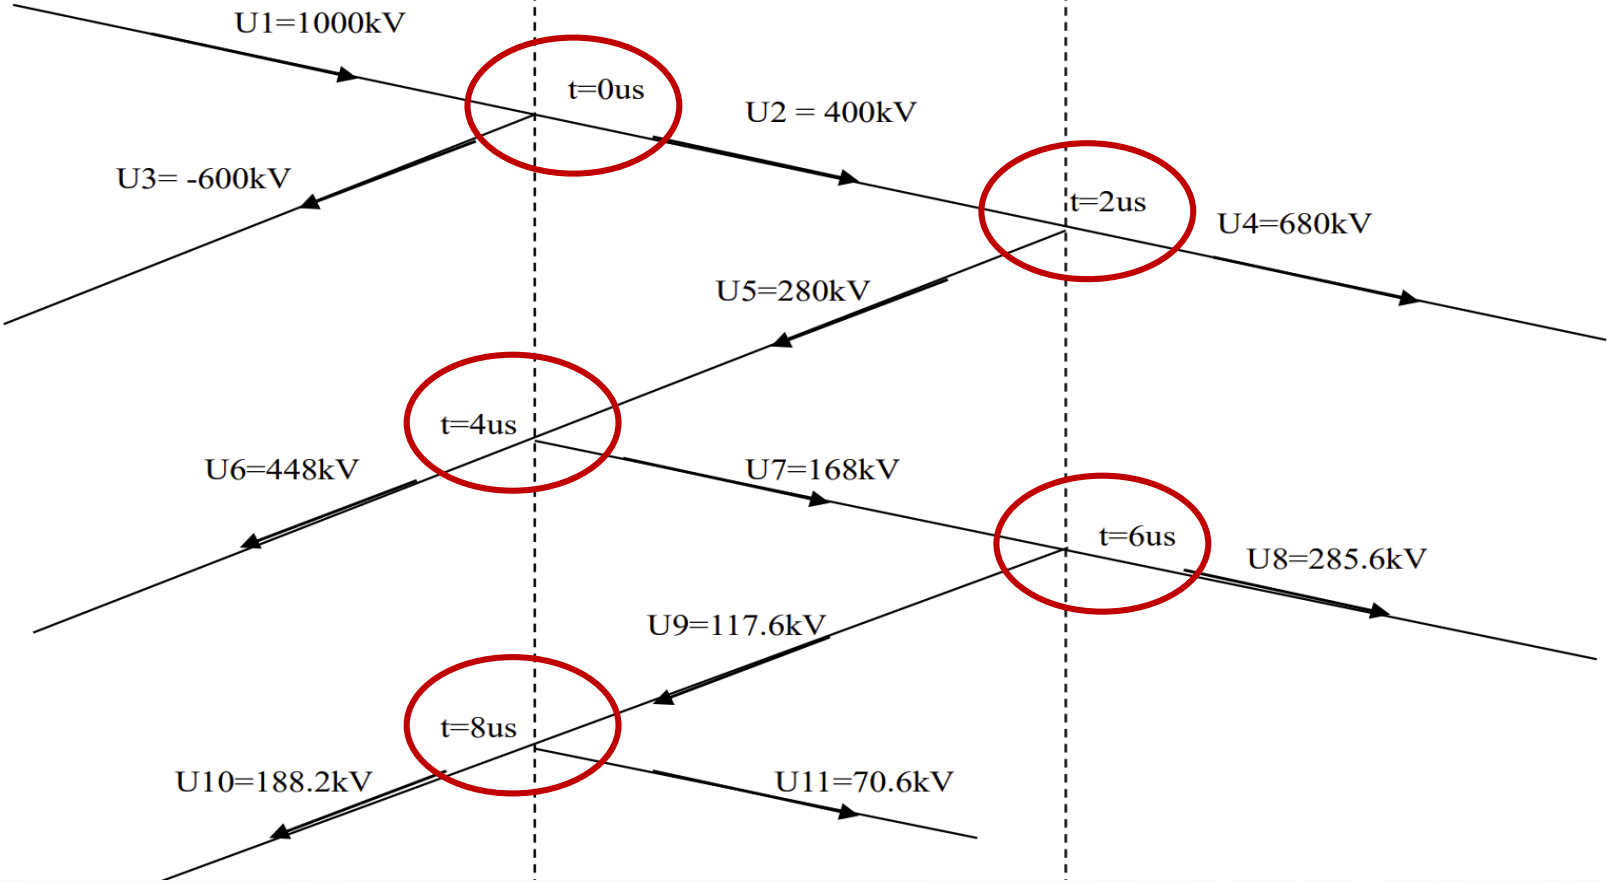 U1=1000kV
t=0us
U2 = 400kV
U3= -600kV
t=2us
U4=680kV
U5=280kV
t=4us
U6=448kV
U7=168kV
t=6us
U8=285.6kV
U9=117.6kV
t=8us
U10=188.2kV
U11=70.6kV